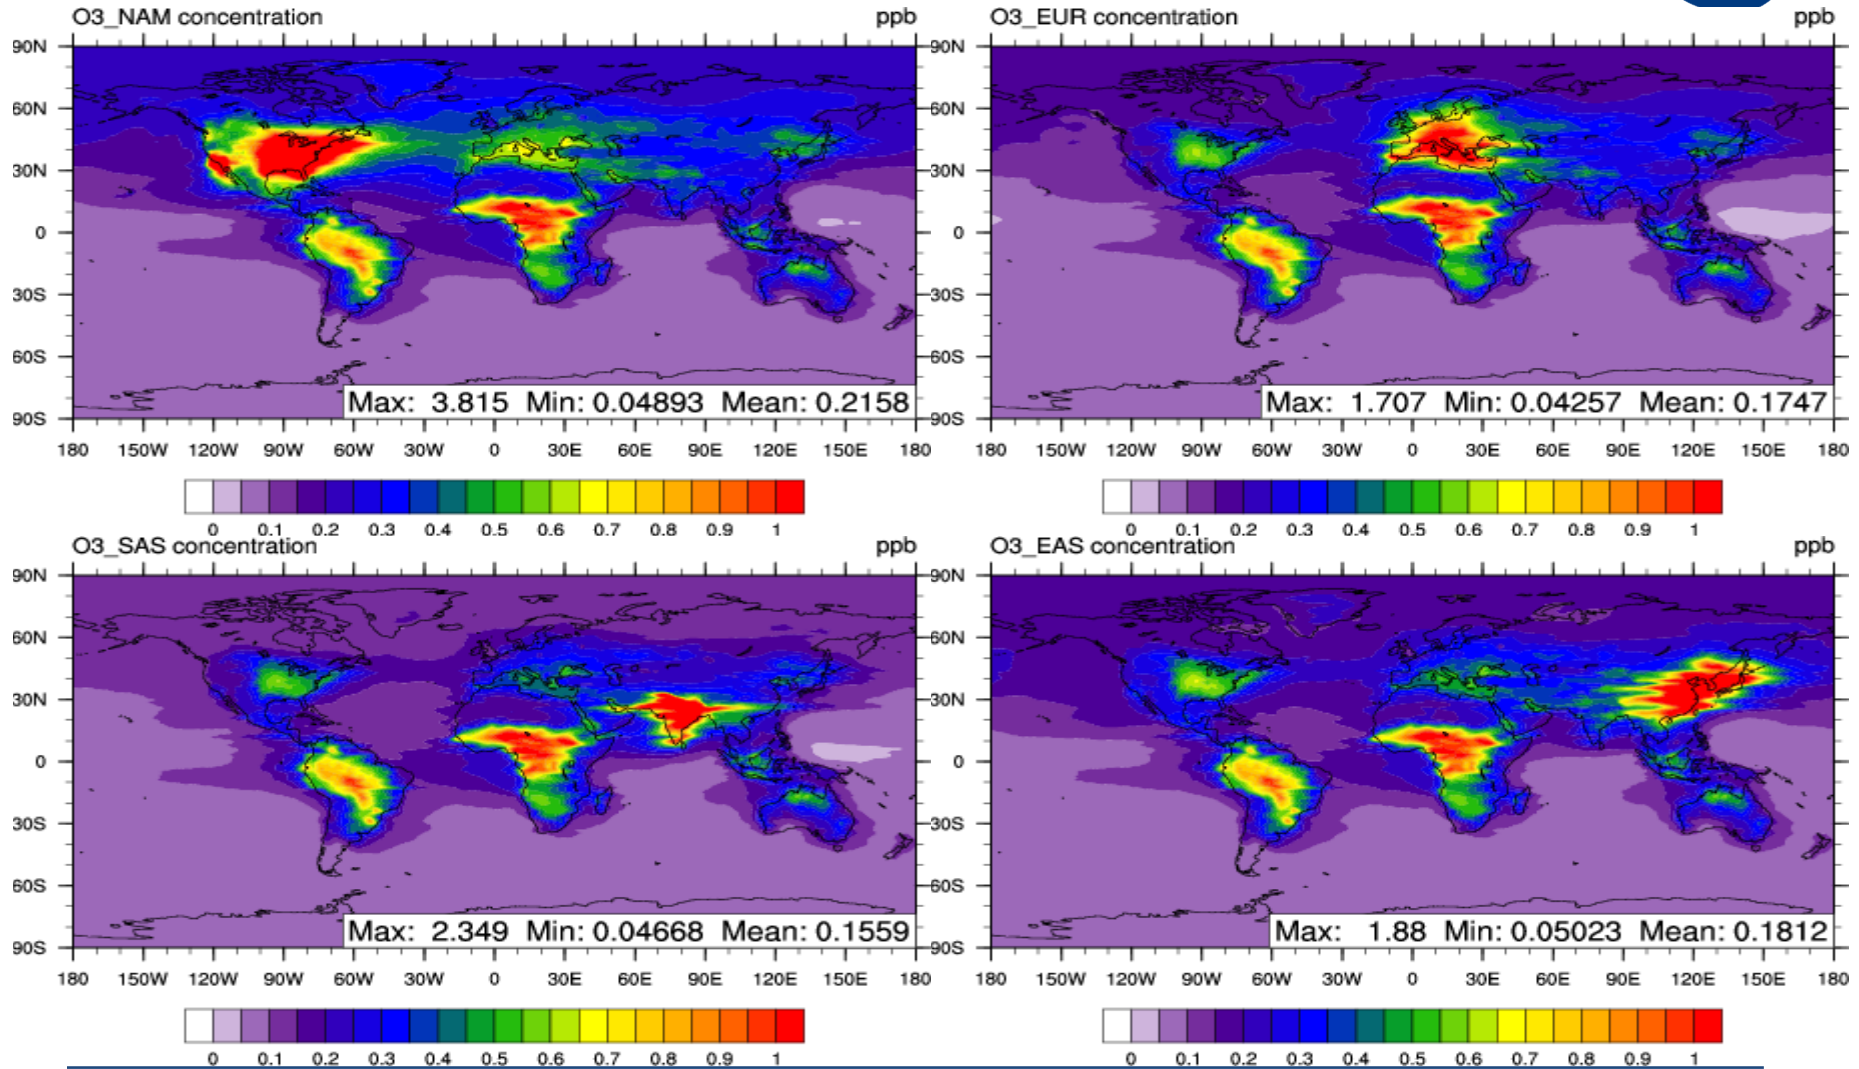 O3_NAM concentration ppb
90N
60N
30N
0
30S
60S
90S
Max: 3.815 Min: 0.04893 Mean: 0.2158
180 150W 120W 90W 60W 30W 0 30E 60E 90E 120E 150E 180
0 0.1 0.2 0.3 0.4 0.5 0.6 0.7 0.8 0.9 1
O3_EUR concentration ppb
90N
60N
30N
0
30S
60S
90S
Max: 1.707 Min: 0.04257 Mean: 0.1747
180 150W 120W 90W 60W 30W 0 30E 60E 90E 120E 150E 180
0 0.1 0.2 0.3 0.4 0.5 0.6 0.7 0.8 0.9 1
O3_SAS concentration ppb
90N
60N
30N
0
30S
60S
90S
Max: 2.349 Min: 0.04668 Mean: 0.1559
180 150W 120W 90W 60W 30W 0 30E 60E 90E 120E 150E 180
0 0.1 0.2 0.3 0.4 0.5 0.6 0.7 0.8 0.9 1
O3_EAS concentration ppb
90N
60N
30N
0
30S
60S
90S
Max: 1.88 Min: 0.05023 Mean: 0.1812
180 150W 120W 90W 60W 30W 0 30E 60E 90E 120E 150E 180
0 0.1 0.2 0.3 0.4 0.5 0.6 0.7 0.8 0.9 1